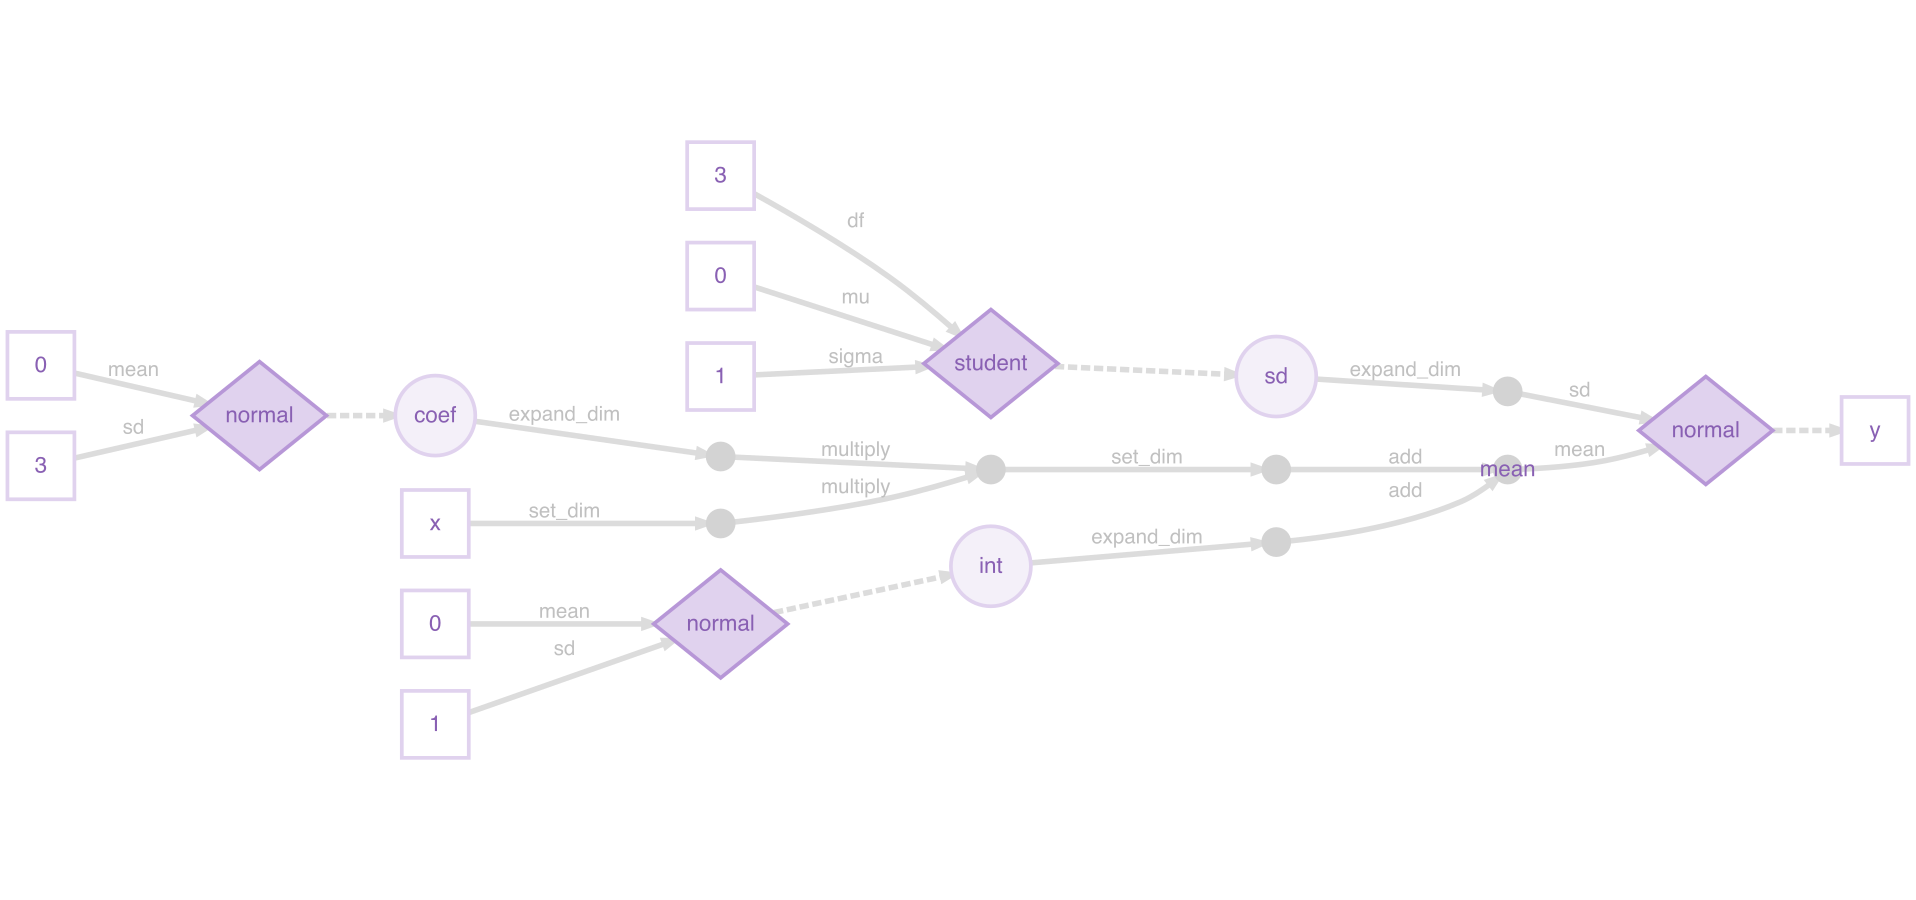 3
df
0
mu
sigma
1
student
sd
expand_dim
sd
0
mean
sd
3
normal
coef
expand_dim
multiply
multiply
set_dim
add
add
mean
mean
normal
y
x
set_dim
int
expand_dim
0
mean
sd
1
normal